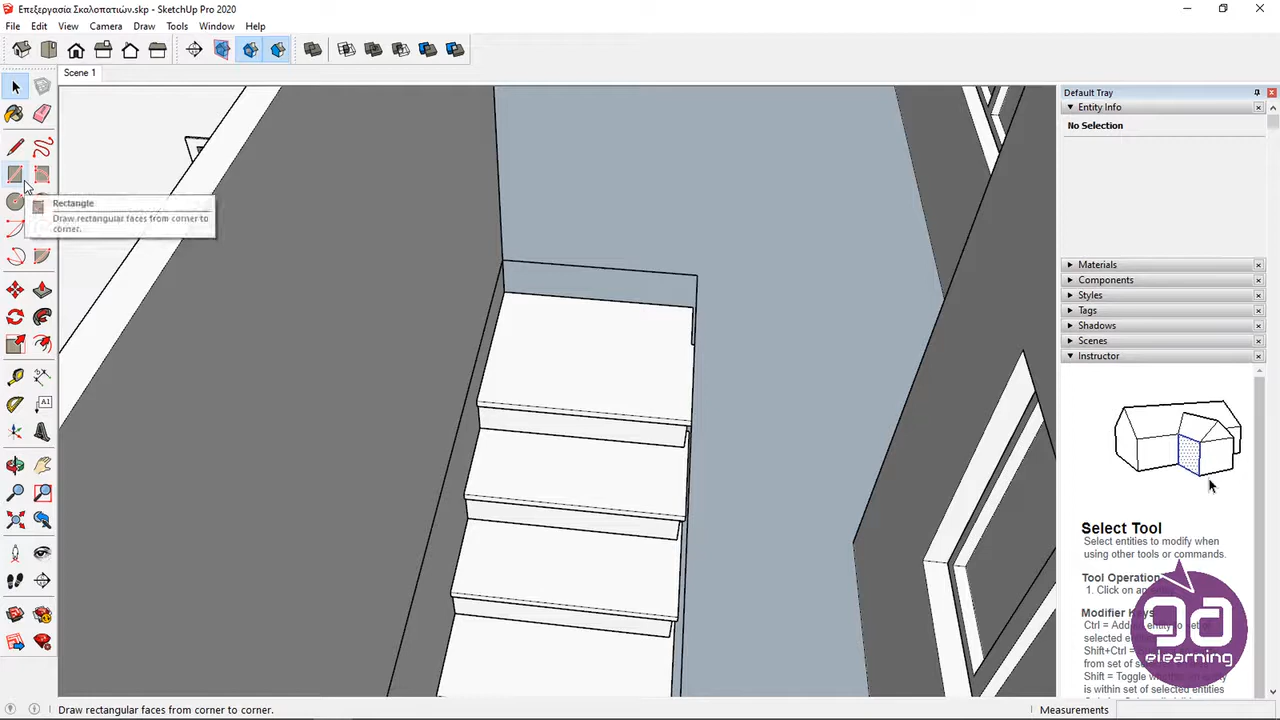 Επεξεργασία Σκαλοπατιών.skp - SketchUp Pro 2020
File Edit View Camera Draw Tools Window Help
Scene 1
Default Tray
Entity Info
No Selection
Rectangle
Draw rectangular faces from corner to
corner.
A1
Materials
Components
Styles
Tags
Shadows
Scenes
Instructor
Select Tool
Select entities to modify when
using other tools or commands.
Tool Operation
1. Click on an
Modifier Keys
Ctrl = Add
selected
Shift+Ctrl =
from set of
Shift = Toggle
is within set of selected entities
ga
elearning
Draw rectangular faces from corner to corner.
Measurements